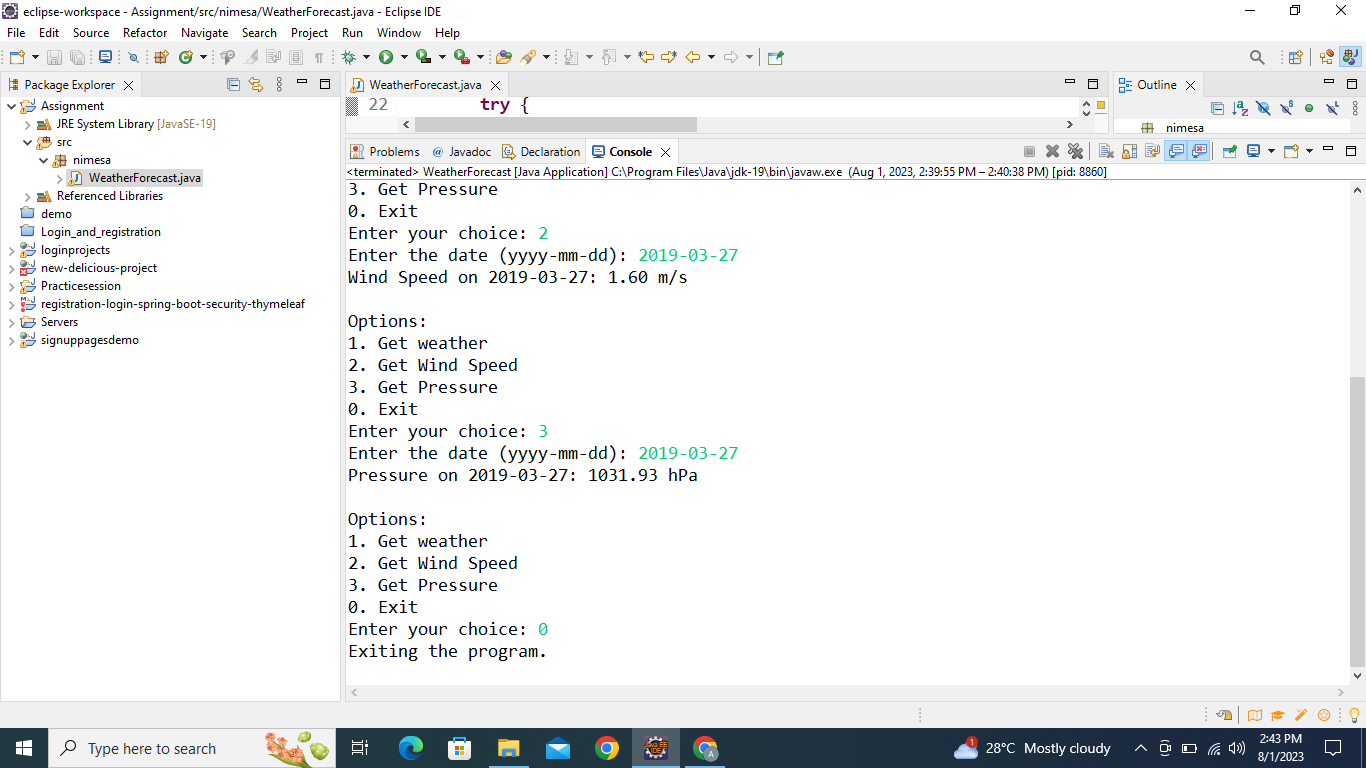 eclipse-workspace - Assignment/src/nimesa/WeatherForecast.java - Eclipse IDE
File Edit Source Refactor Navigate Search Project Run Window Help
Package Explorer
Assignment
JRE System Library [JavaSE-19]
src
nimesa
WeatherForecast.java
Referenced Libraries
demo
Login_and_registration
loginprojects
new-delicious-project
Practicesession
registration-login-spring-boot-security-thymeleaf
Servers
signuppagesdemo
WeatherForecast.java
22 try {
Outline
nimesa
Problems @ Javadoc Declaration Console
<terminated> WeatherForecast [Java Application] C:\Program Files\Java\jdk-19\bin\javaw.exe (Aug 1, 2023, 2:39:55 PM – 2:40:38 PM) [pid: 8860]
3. Get Pressure
0. Exit
Enter your choice: 2
Enter the date (yyyy-mm-dd): 2019-03-27
Wind Speed on 2019-03-27: 1.60 m/s
Options:
1. Get weather
2. Get Wind Speed
3. Get Pressure
0. Exit
Enter your choice: 3
Enter the date (yyyy-mm-dd): 2019-03-27
Pressure on 2019-03-27: 1031.93 hPa
Options:
1. Get weather
2. Get Wind Speed
3. Get Pressure
0. Exit
Enter your choice: 0
Exiting the program.
Type here to search
1
28°C Mostly cloudy
2:43 PM
8/1/2023